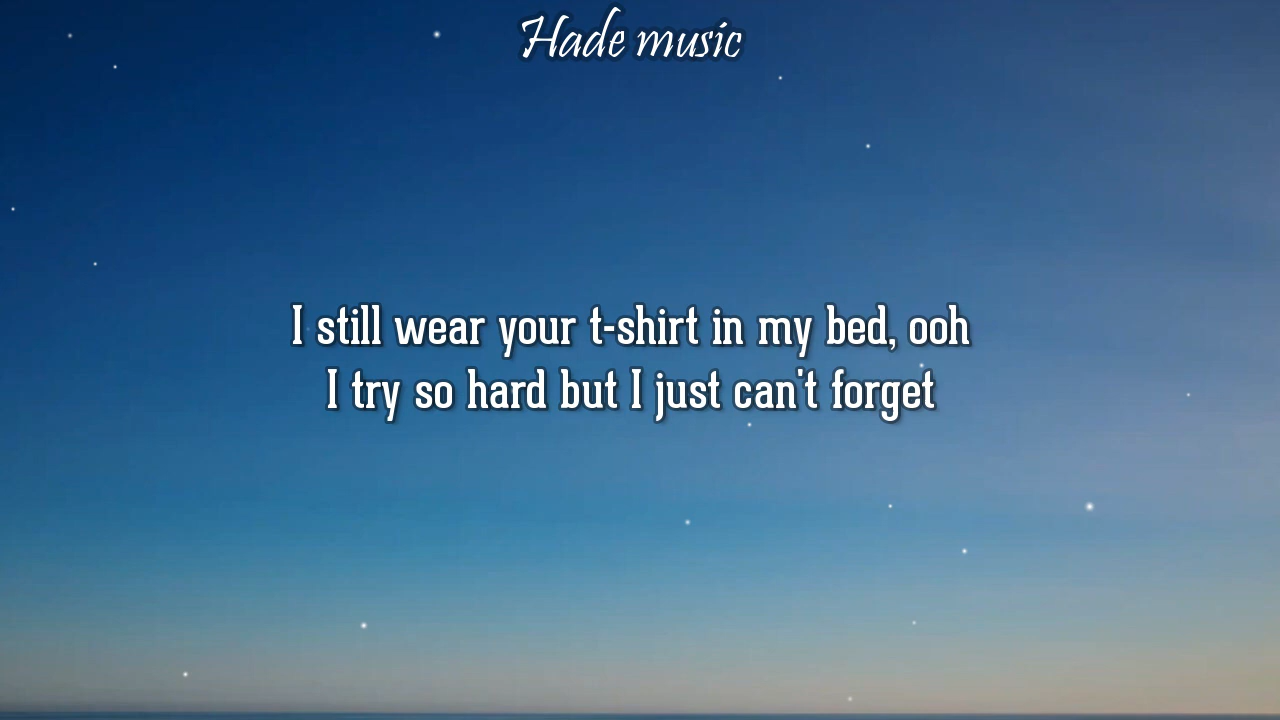 Hade music
I still wear your t-shirt in my bed, ooh
I try so hard but I just can't forget